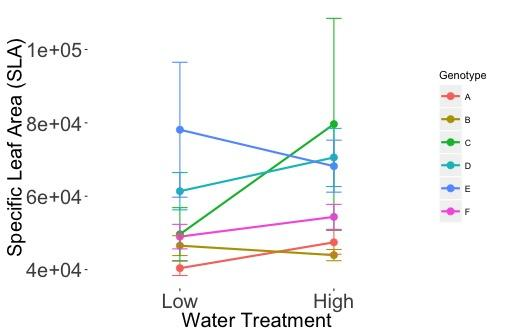 Specific Leaf Area (SLA)
1e+05
8e+04
6e+04
4e+04
Low High
Water Treatment
Genotype
A
B
C
D
E
F